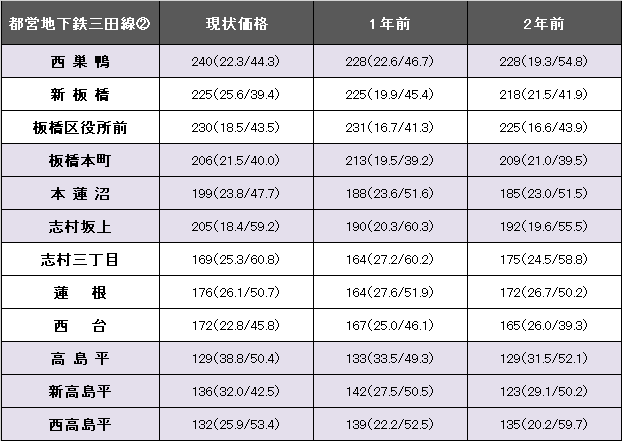 都営地下鉄三田線② 現状価格 1年前 2年前
西巣鴨 240(22.3/44.3) 228(22.6/46.7) 228(19.3/54.8)
新板橋 225(25.6/39.4) 225(19.9/45.4) 218(21.5/41.9)
板橋区役所前 230(18.5/43.5) 231(16.7/41.3) 225(16.6/43.9)
板橋本町 206(21.5/40.0) 213(19.5/39.2) 209(21.0/39.5)
本蓮沼 199(23.8/47.7) 188(23.6/51.6) 185(23.0/51.5)
志村坂上 205(18.4/59.2) 190(20.3/60.3) 192(19.6/55.5)
志村三丁目 169(25.3/60.8) 164(27.2/60.2) 175(24.5/58.8)
蓮根 176(26.1/50.7) 164(27.6/51.9) 172(26.7/50.2)
西台 172(22.8/45.8) 167(25.0/46.1) 165(26.0/39.3)
高島平 129(38.8/50.4) 133(33.5/49.3) 129(31.5/52.1)
新高島平 136(32.0/42.5) 142(27.5/50.5) 123(29.1/50.2)
西高島平 132(25.9/53.4) 139(22.2/52.5) 135(20.2/59.7)